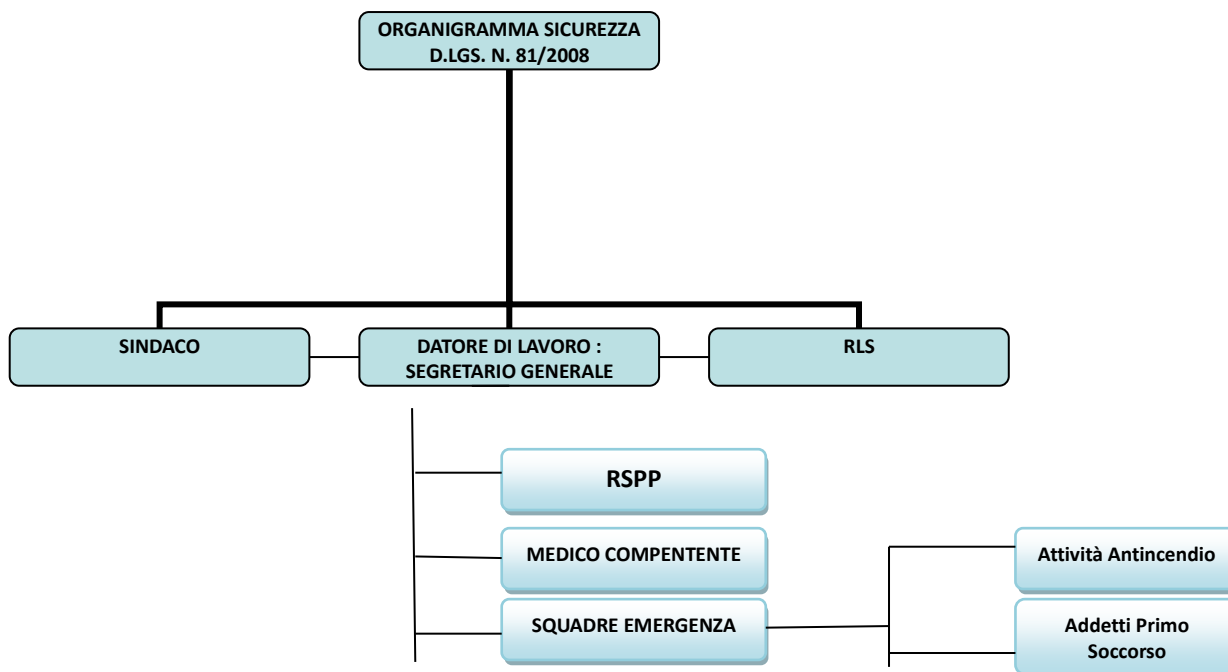 ORGANIGRAMMA SICUREZZA
D.LGS. N. 81/2008
SINDACO
DATORE DI LAVORO :
SEGRETARIO GENERALE
RLS
RSPP
MEDICO COMPENTENTE
Attività Antincendio
SQUADRE EMERGENZA
Addetti Primo
Soccorso